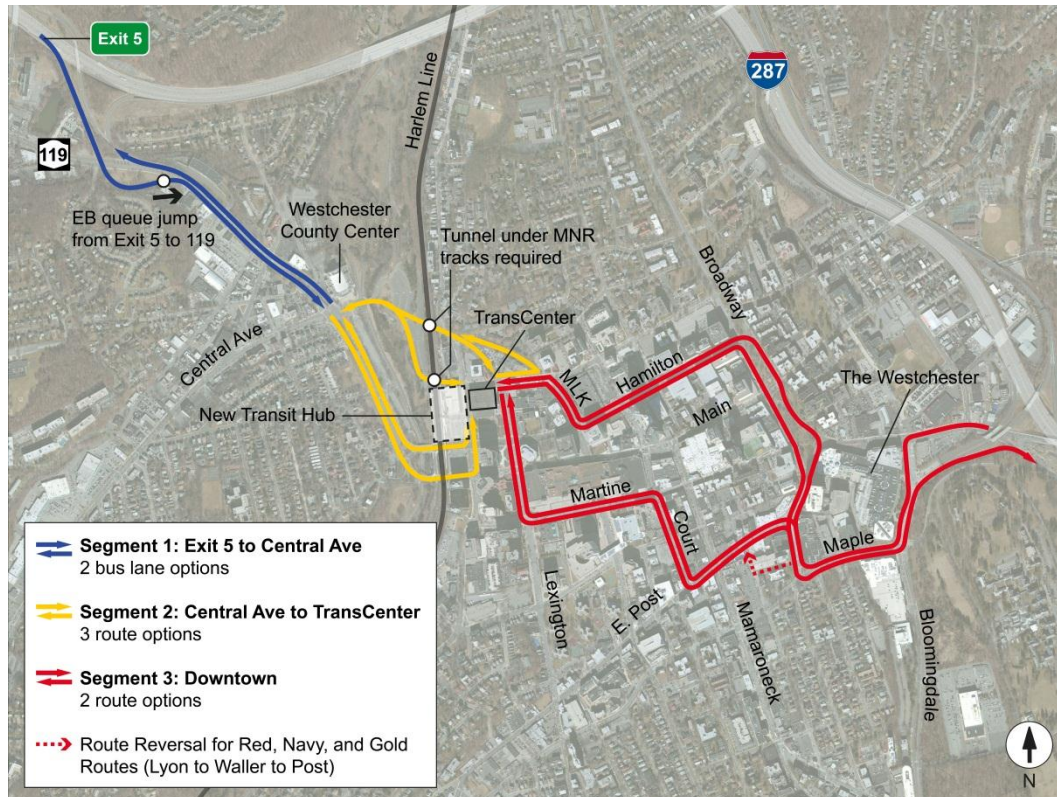 Exit 5
287
Harlem Line
119
EB queue jump
from Exit 5 to 119
Westchester
County Center
Tunnel under MNR
tracks required
Broadway
TransCenter
Central Ave
MLK
Hamilton
The Westchester
New Transit Hub
Main
Martine
Court
Maple
Lexington
E. Post
Mamaroneck
Bloomingdale
Segment 1: Exit 5 to Central Ave
2 bus lane options
Segment 2: Central Ave to TransCenter
3 route options
Segment 3: Downtown
2 route options
Route Reversal for Red, Navy, and Gold
Routes (Lyon to Waller to Post)
N